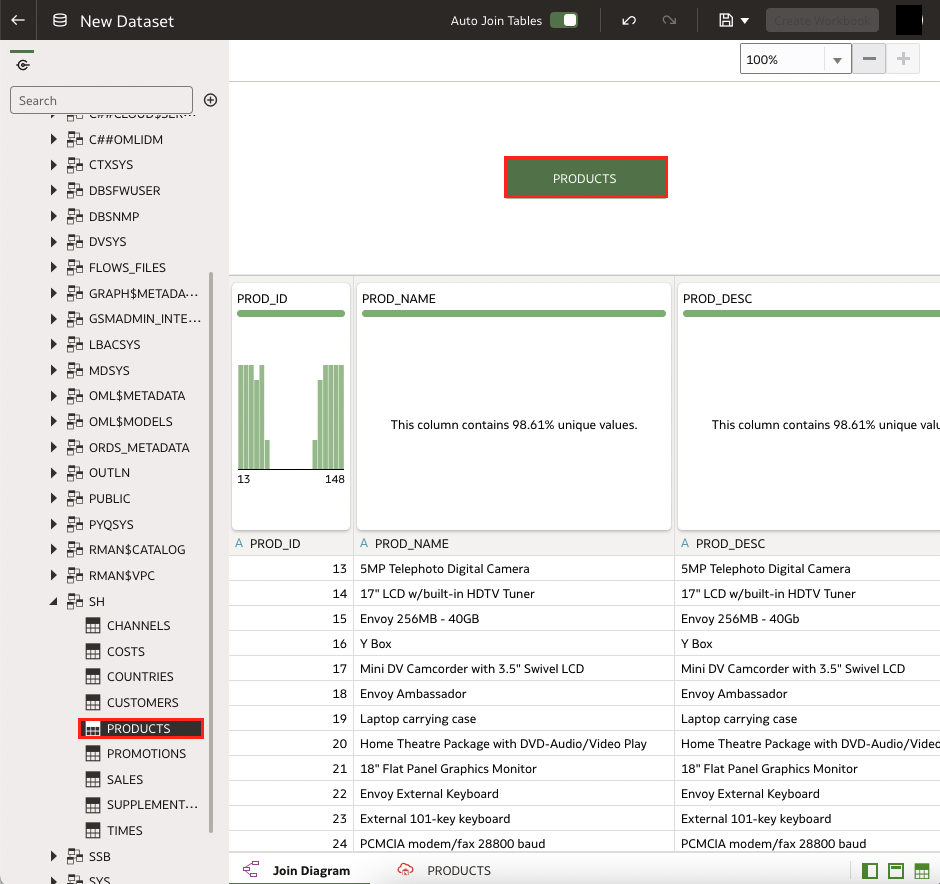 New Dataset
Auto Join Tables
Create Workbook
100%
Search
C##CLOUD$SER...
C##OMLIDM
CTXSYS
DBSFWUSER
DBSNMP
DVSYS
FLOWS_FILES
GRAPH$METADA...
GSMADMIN_INTE...
LBACSYS
MDSYS
OML$METADATA
OML$MODELS
ORDS_METADATA
OUTLN
PUBLIC
PYQSYS
RMAN$CATALOG
RMAN$VPC
SH
CHANNELS
COSTS
COUNTRIES
CUSTOMERS
PRODUCTS
PROMOTIONS
SALES
SUPPLEMENT...
TIMES
SSB
SYS
PRODUCTS
PROD_ID PROD_NAME PROD_DESC
This column contains 98.61% unique values. This column contains 98.61% unique valu
13 148
A PROD_ID A PROD_NAME A PROD_DESC
13 5MP Telephoto Digital Camera 5MP Telephoto Digital Camera
14 17" LCD w/built-in HDTV Tuner 17" LCD w/built-in HDTV Tuner
15 Envoy 256MB - 40GB Envoy 256MB - 40Gb
16 Y Box Y Box
17 Mini DV Camcorder with 3.5" Swivel LCD Mini DV Camcorder with 3.5" Swivel LCD
18 Envoy Ambassador Envoy Ambassador
19 Laptop carrying case Laptop carrying case
20 Home Theatre Package with DVD-Audio/Video Play Home Theatre Package with DVD-Audio/Video
21 18" Flat Panel Graphics Monitor 18" Flat Panel Graphics Monitor
22 Envoy External Keyboard Envoy External Keyboard
23 External 101-key keyboard External 101-key keyboard
24 PCMCIA modem/fax 28800 baud PCMCIA modem/fax 28800 baud
Join Diagram PRODUCTS